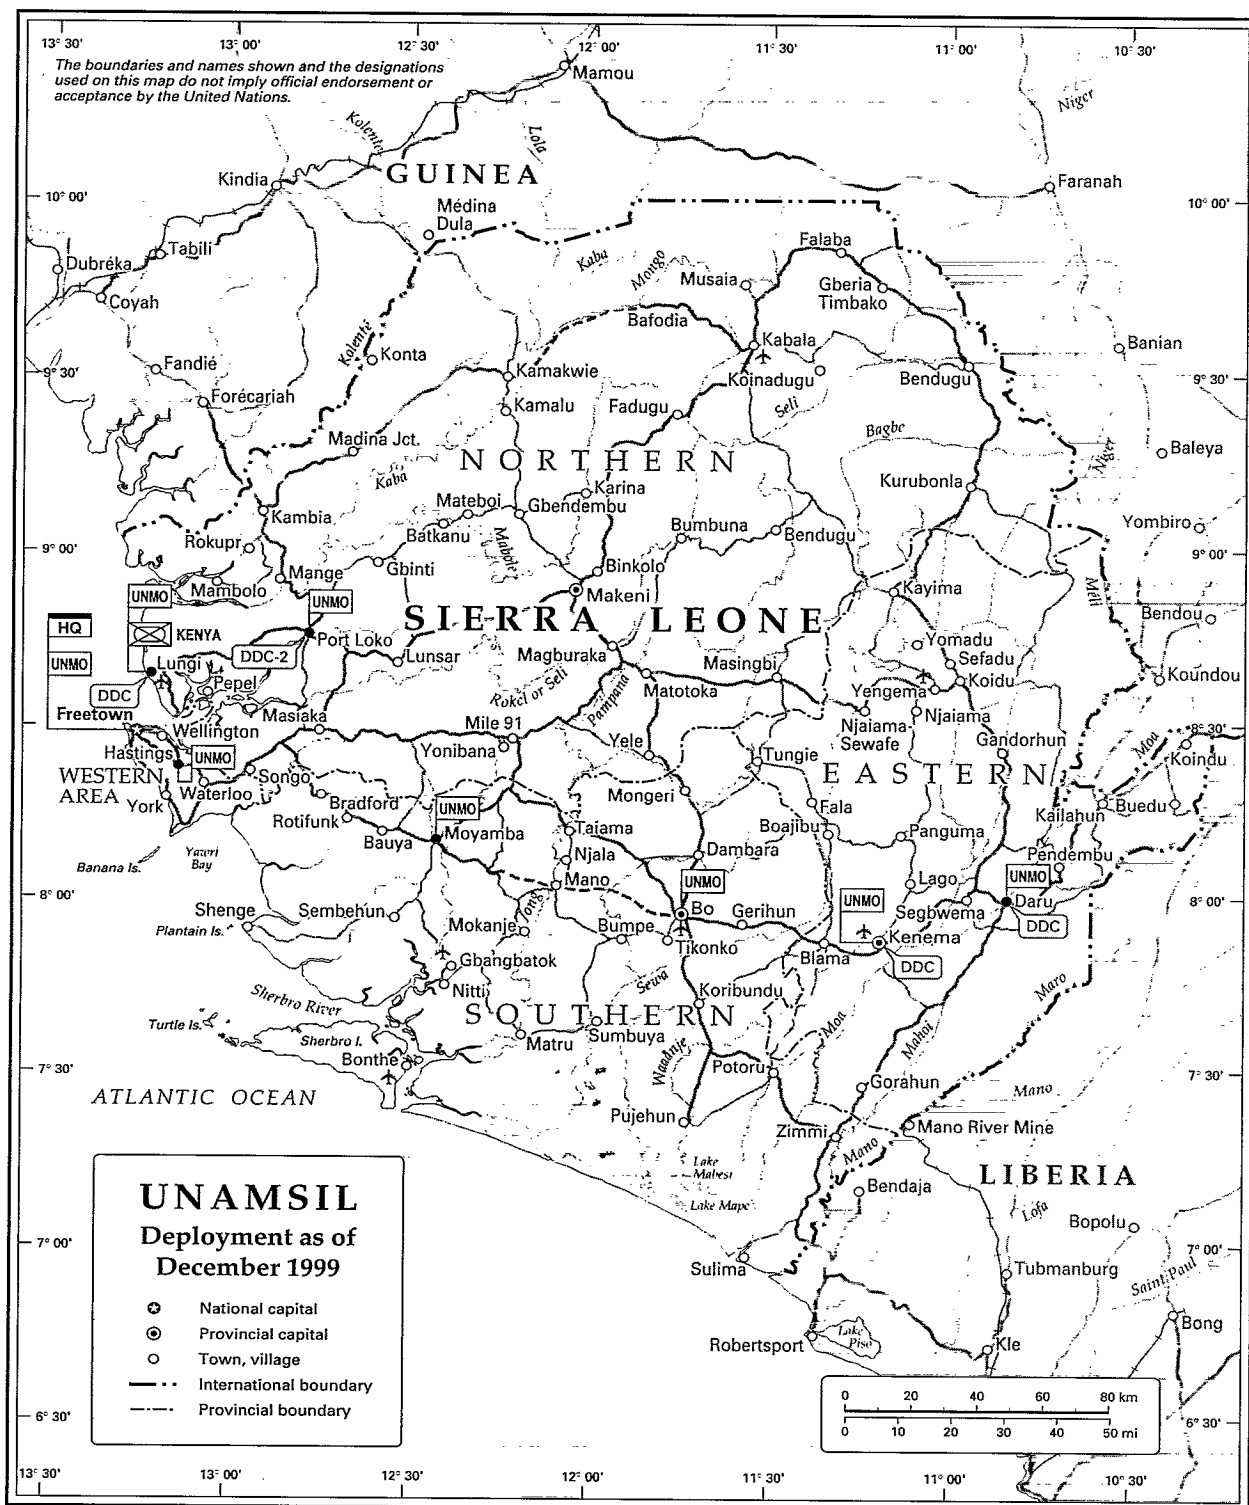 13° 30'
13° 00'
12° 30'
12° 00'
11° 30'
11° 00'
10° 30'
The boundaries and names shown and the designations
used on this map do not imply official endorsement or
acceptance by the United Nations.
Mamou
Niger
Kolente
Lola
GUINEA
Kindia
Faranah
10° 00'
10° 00'
Médina
Dula
Tabili
Dubréka
Coyah
Kaba
Mongo
Musaia
Falaba
Gberia
Timbako
Bafodia
Kolenté
Konta
Kabala
Banian
Fandié
9° 30'
9° 30'
Kamakwie
Koinadugu
Bendugu
Forécariah
Kamalu
Fadugu
Seli
Madina Jct.
Bagbe
NORTHERN
Niger
Baleya
Kaba
Karina
Kurubonla
Mateboi
Gbendembu
Kambia
Batkanu
Bumbuna
Bendugu
Yombiro
Rokupr
Mabole
9° 00'
9° 00'
Mange
Gbinti
Binkolo
Mambolo
Makeni
Kayima
Meli
UNMO
UNMO
HQ
KENYA
SIERRA LEONE
Bendou
Port Loko
Yomadu
UNMO
DDC-2
Lunsar
Magburaka
Masingbi
Sefadu
Lungi
Koidu
Koundou
DDC
Pepel
Rokel or Seli
Pampana
Matotoka
Yengema
Freetown
Masiaka
Mile 91
Njaiama-
Sewafe
Njaiama
8° 30'
Wellington
Yonibana
Yele
Gandorhun
Moa
Hastings
UNMO
Tungie
Koindu
WESTERN
AREA
Songo
EASTERN
Waterloo
Mongeri
York
Bradford
UNMO
Fala
Kailahun
Buedu
Rotifunk
Moyamba
Taiama
Boajibu
Panguma
Bauya
Njala
Dambara
Pendembu
Banana Is.
Yawri
Bay
Mano
UNMO
Lago
UNMO
8° 00'
8° 00'
UNMO
Shenge
Sembehun
Jong
Bo
Gerihun
Segbwema
Daru
Plantain Is.
Mokanje
Bumpe
Kenema
DDC
Tikonko
Blama
DDC
Gbangbatok
Sewa
Maro
Nitti
Koribundu
Sherbro River
SOUTHERN
Moa
Mahoi
Turtle Is.
Sherbro I.
Matru
Sumbuya
Waanje
Bonthe
Potoru
7° 30'
7° 30'
Gorahun
Mano
ATLANTIC OCEAN
Pujehun
Zimmi
Mano River Mine
Mano
UNAMSIL
Deployment as of
December 1999
Lake
Mabesi
LIBERIA
Lake Mape
Bendaja
Lofa
Bopolu
7° 00'
7° 00'
Sulima
Tubmanburg
Saint Paul
National capital
Provincial capital
Bong
Robertsport
Lake
Piso
Kle
Town, village
International boundary
Provincial boundary
0 20 40 60 80 km
0 10 20 30 40 50 mi
6° 30'
6° 30'
13° 30'
13° 00'
12° 30'
12° 00'
11° 30'
11° 00'
10° 30'